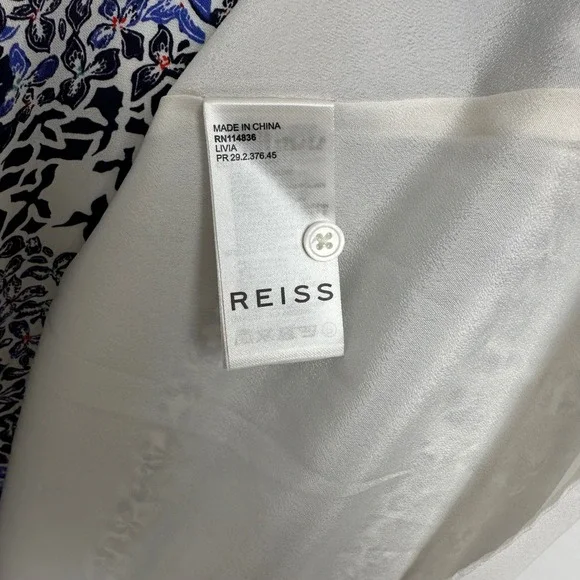 MADE IN CHINA
RN114836
LIVIA
PR 29.2.376.45
REISS